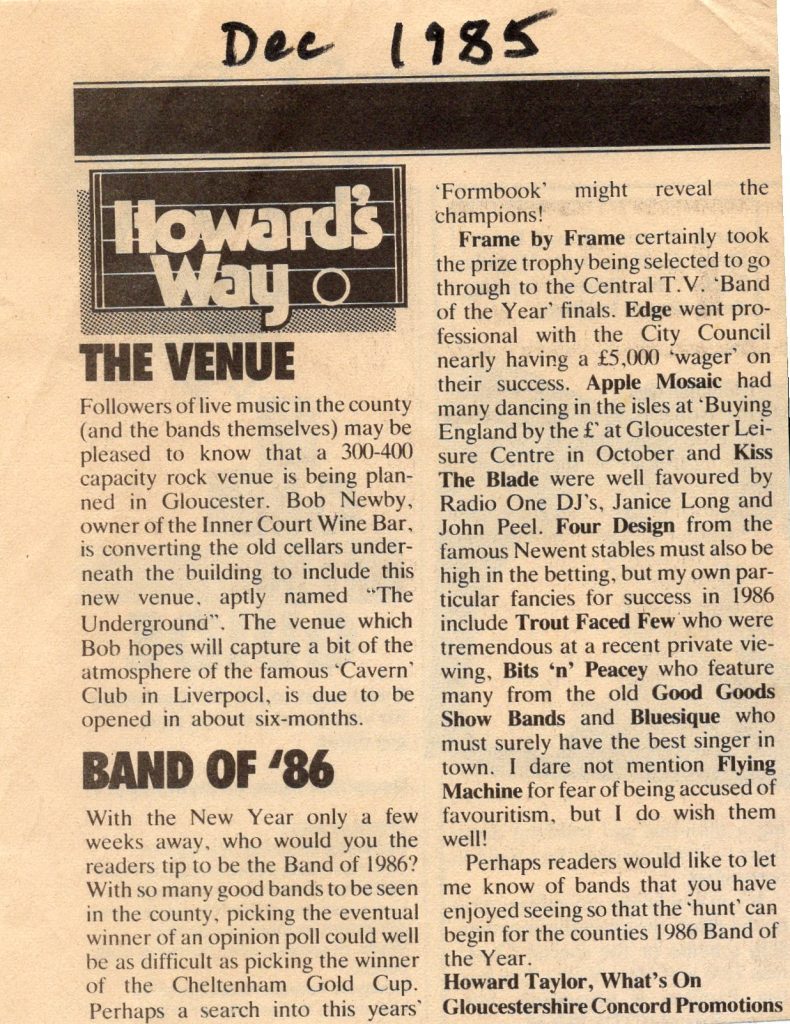 Dec 1985
Howard's
Way
THE VENUE
Followers of live music in the county
(and the bands themselves) may be
pleased to know that a 300-400
capacity rock venue is being plan-
ned in Gloucester. Bob Newby,
owner of the Inner Court Wine Bar,
is converting the old cellars under-
neath the building to include this
new venue, aptly named “The
Underground”. The venue which
Bob hopes will capture a bit of the
atmosphere of the famous ‘Cavern’
Club in Liverpool, is due to be
opened in about six-months.
BAND OF ‘86
With the New Year only a few
weeks away, who would you the
readers tip to be the Band of 1986?
With so many good bands to be seen
in the county, picking the eventual
winner of an opinion poll could well
be as difficult as picking the winner
of the Cheltenham Gold Cup.
Perhaps a search into this years’
‘Formbook’ might reveal the
champions!
Frame by Frame certainly took
the prize trophy being selected to go
through to the Central T.V. ‘Band
of the Year’ finals. Edge went pro-
fessional with the City Council
nearly having a £5,000 ‘wager’ on
their success. Apple Mosaic had
many dancing in the isles at ‘Buying
England by the £’ at Gloucester Lei-
sure Centre in October and Kiss
The Blade were well favoured by
Radio One DJ’s, Janice Long and
John Peel. Four Design from the
famous Newent stables must also be
high in the betting, but my own par-
ticular fancies for success in 1986
include Trout Faced Few who were
tremendous at a recent private vie-
wing, Bits ‘n’ Peacey who feature
many from the old Good Goods
Show Bands and Bluesique who
must surely have the best singer in
town. I dare not mention Flying
Machine for fear of being accused of
favouritism, but I do wish them
well!
Perhaps readers would like to let
me know of bands that you have
enjoyed seeing so that the ‘hunt’ can
begin for the counties 1986 Band of
the Year.
Howard Taylor, What’s On
Gloucestershire Concord Promotions